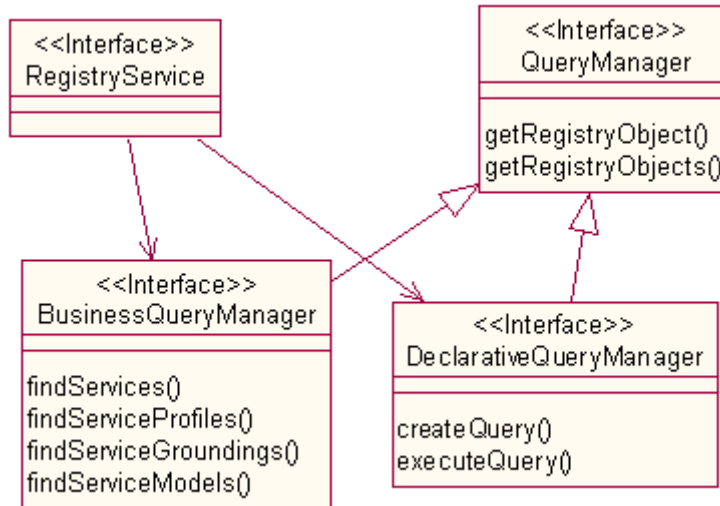 <<Interface>>
RegistryService
<<Interface>>
QueryManager
getRegistryObject()
getRegistryObjects()
<<Interface>>
BusinessQueryManager
findServices()
findServiceProfiles()
findServiceGroundings()
findServiceModels()
<<Interface>>
DeclarativeQueryManager
createQuery()
executeQuery()